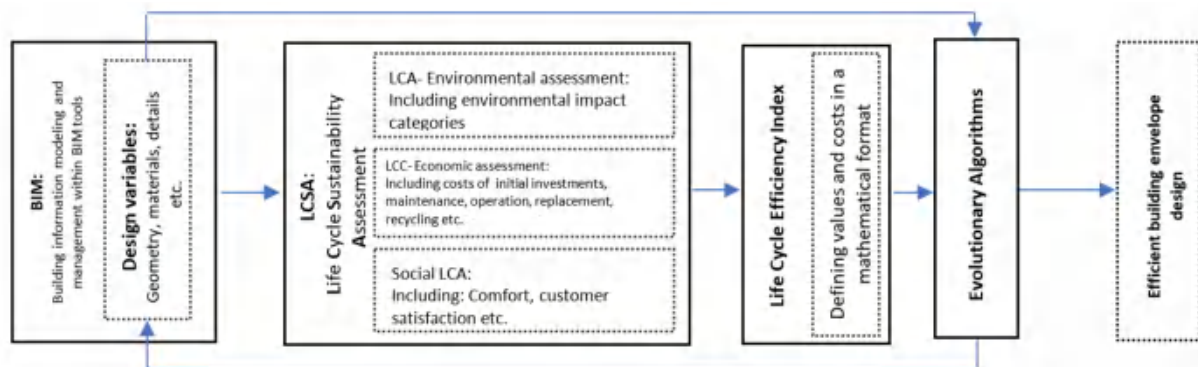 BIM:
Building information modeling and
management within BIM tools
Design variables:
Geometry, materials, details
etc.
LCSA:
Life Cycle Sustainability
Assessment
LCA- Environmental assessment:
Including environmental impact
categories
LCC- Economic assessment:
Including costs of initial investments,
maintenance, operation, replacement,
recycling etc.
Social LCA:
Including: Comfort, customer
satisfaction etc.
Life Cycle Efficiency Index
Defining values and costs in a
mathematical format
Evolutionary Algorithms
Efficient building envelope
design